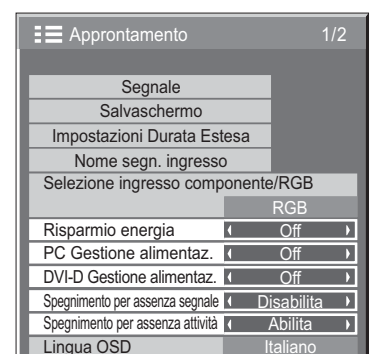 Approntamento 1/2
Segnale
Salvaschermo
Impostazioni Durata Estesa
Nome segn. ingresso
Selezione ingresso componente/RGB
RGB
Risparmio energia Off
PC Gestione alimentaz. Off
DVI-D Gestione alimentaz. Off
Spegnimento per assenza segnale Disabilita
Spegnimento per assenza attività Abilita
Lingua OSD Italiano